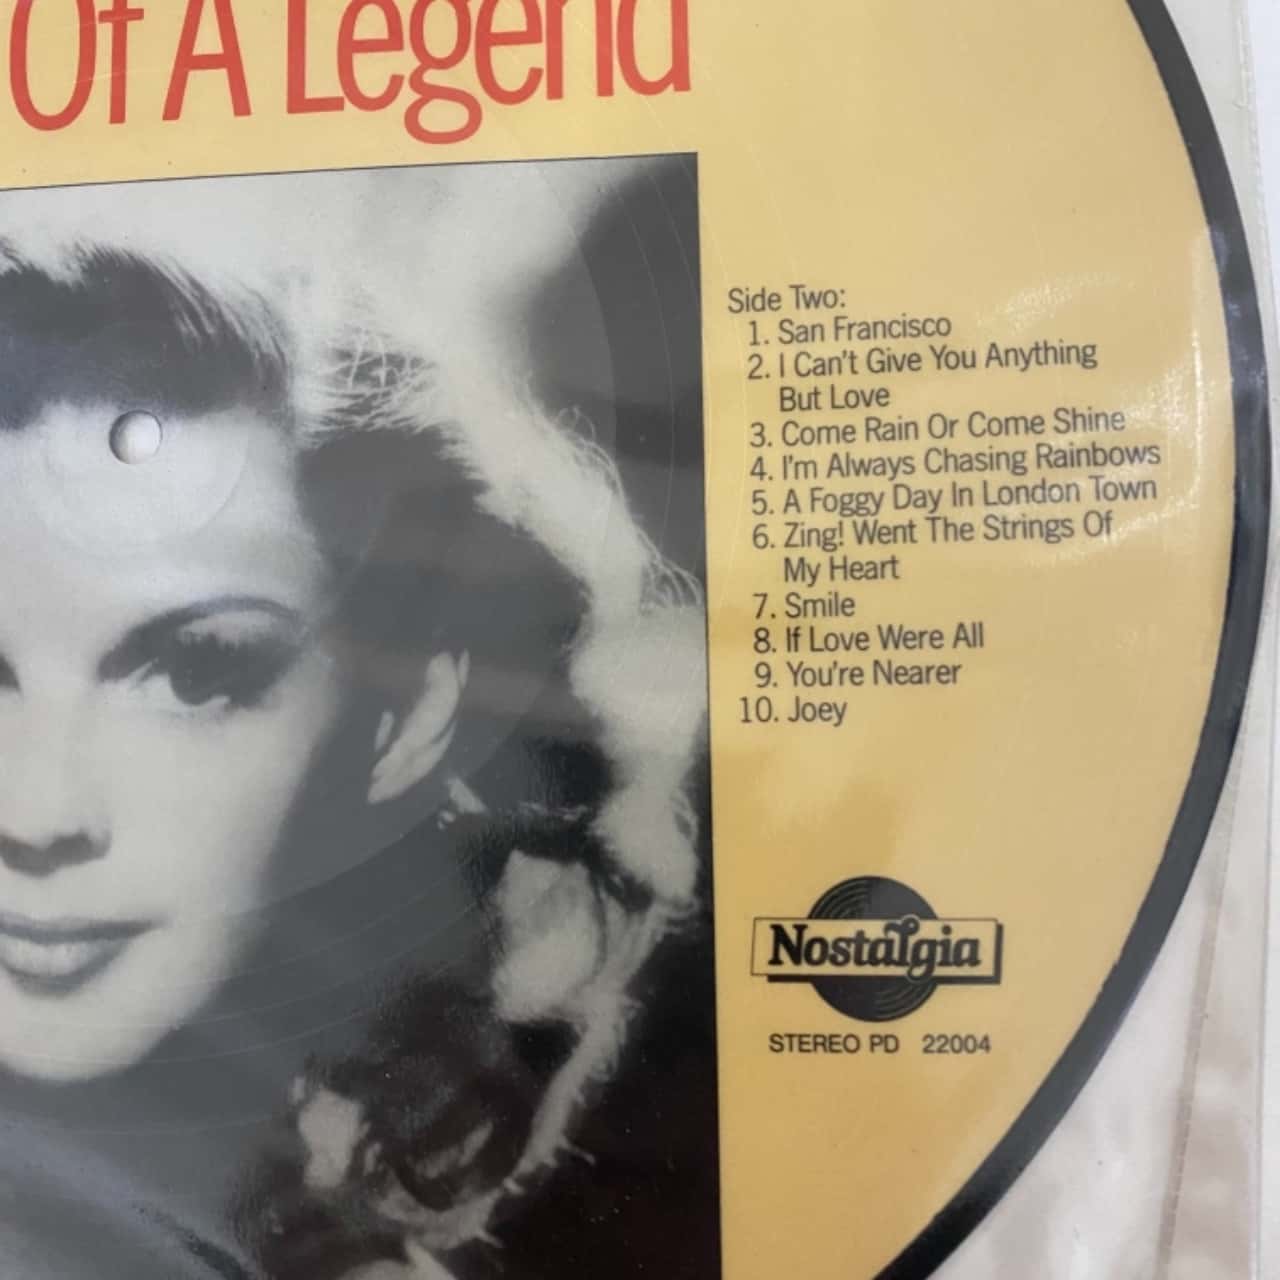 Of A Legend
Side Two:
1. San Francisco
2. I Can't Give You Anything
But Love
3. Come Rain Or Come Shine
4. I'm Always Chasing Rainbows
5. A Foggy Day In London Town
6. Zing! Went The Strings Of
My Heart
7. Smile
8. If Love Were All
9. You're Nearer
10. Joey
Nostalgia
STEREO PD 22004